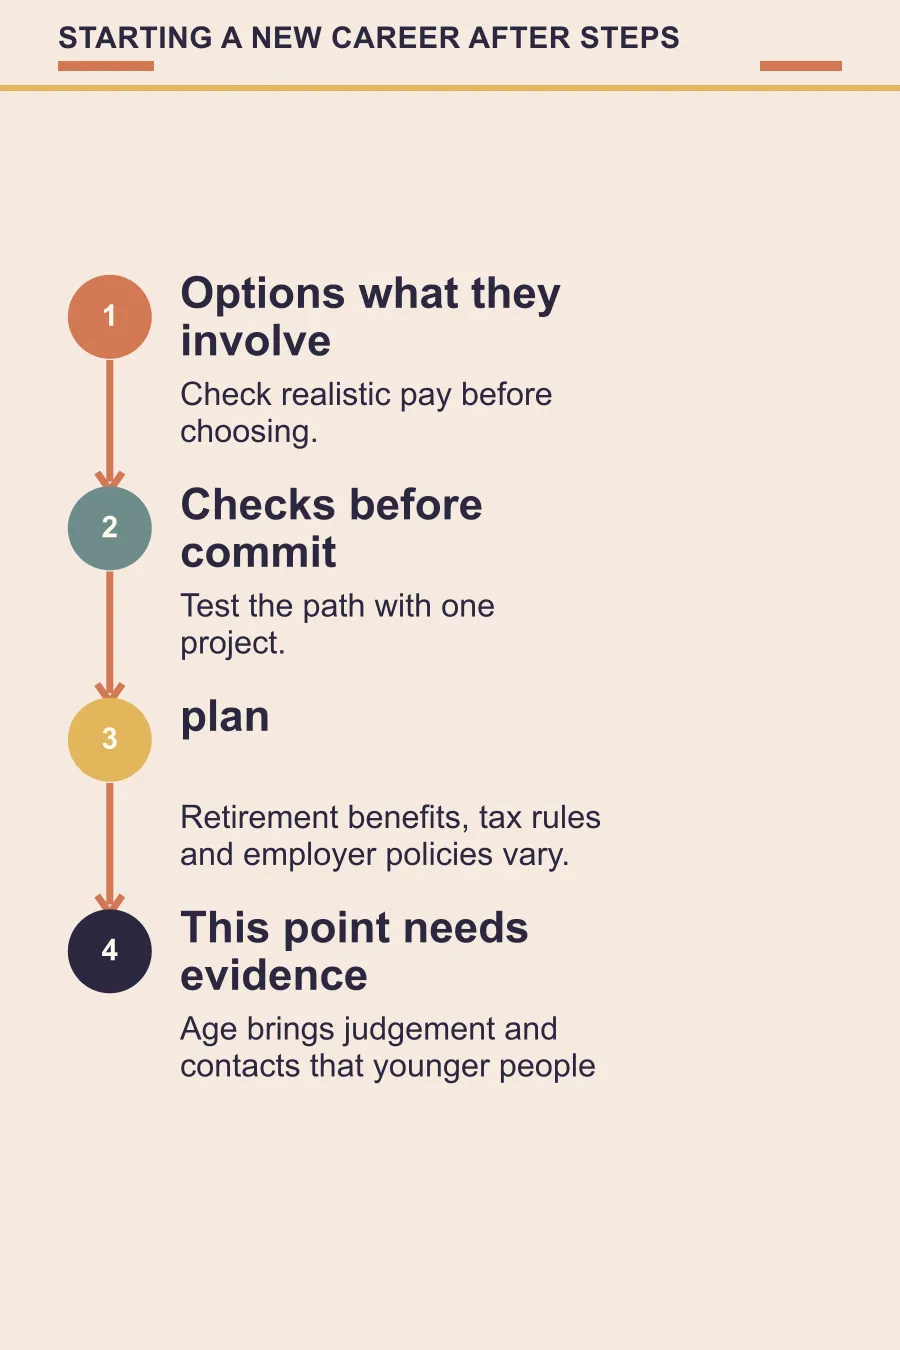 STARTING A NEW CAREER AFTER STEPS
1
Options what they
involve
Check realistic pay before
choosing.
2
Checks before
commit
Test the path with one
project.
3
plan
Retirement benefits, tax rules
and employer policies vary.
4
This point needs
evidence
Age brings judgement and
contacts that younger people